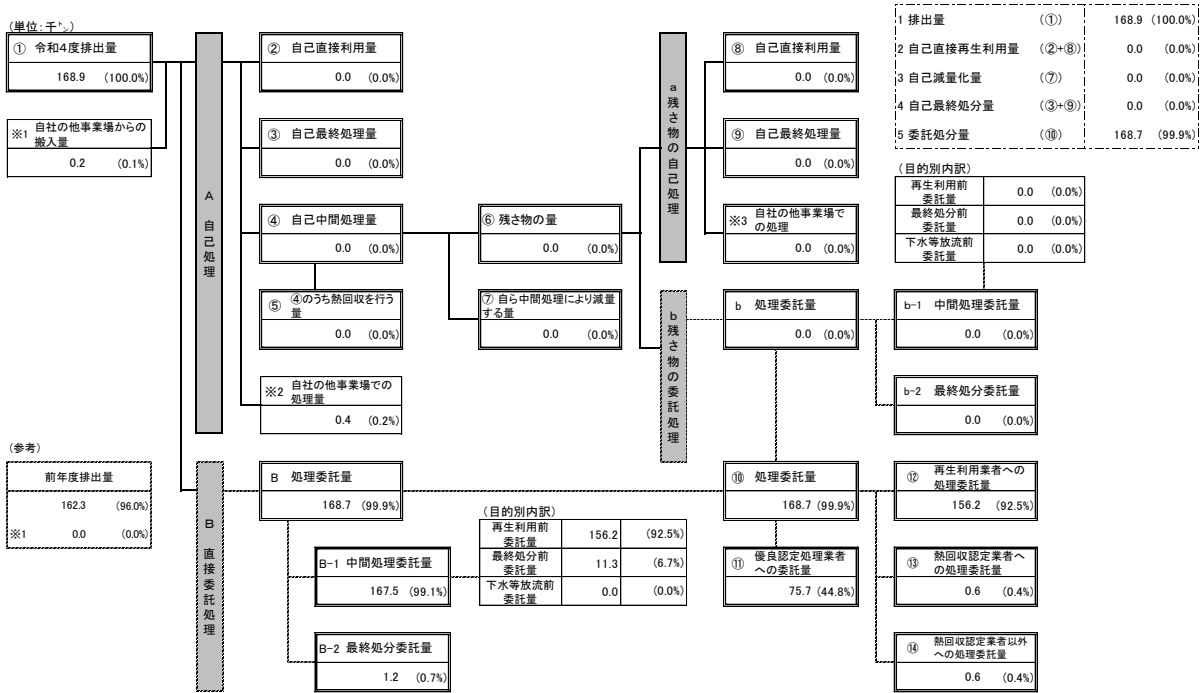 (単位:千㌧)
① 令和4度排出量
168.9 (100.0%)
※1 自社の他事業場からの
搬入量
0.2 (0.1%)
A 自己処理
② 自己直接利用量
0.0 (0.0%)
③ 自己最終処理量
0.0 (0.0%)
④ 自己中間処理量
0.0 (0.0%)
⑤ ④のうち熱回収を行う
量
0.0 (0.0%)
※2 自社の他事業場での
処理量
0.4 (0.2%)
⑥ 残さ物の量
0.0 (0.0%)
⑦ 自ら中間処理により減量
する量
0.0 (0.0%)
a 残さ物の自己処理
⑧ 自己直接利用量
0.0 (0.0%)
⑨ 自己最終処理量
0.0 (0.0%)
※3 自社の他事業場で
の処理
0.0 (0.0%)
1 排出量 (①) 168.9 (100.0%)
2 自己直接再生利用量 (②+⑧) 0.0 (0.0%)
3 自己減量化量 (⑦) 0.0 (0.0%)
4 自己最終処分量 (③+⑨) 0.0 (0.0%)
5 委託処分量 (⑩) 168.7 (99.9%)
(目的別内訳)
再生利用前
委託量 0.0 (0.0%)
最終処分前
委託量 0.0 (0.0%)
下水等放流前
委託量 0.0 (0.0%)
b 残さ物の委託処理
b 処理委託量
0.0 (0.0%)
b-1 中間処理委託量
0.0 (0.0%)
b-2 最終処分委託量
0.0 (0.0%)
(参考)
前年度排出量
162.3 (96.0%)
※1 0.0 (0.0%)
B 直接委託処理
B 処理委託量
168.7 (99.9%)
B-1 中間処理委託量
167.5 (99.1%)
B-2 最終処分委託量
1.2 (0.7%)
(目的別内訳)
再生利用前
委託量 156.2 (92.5%)
最終処分前
委託量 11.3 (6.7%)
下水等放流前
委託量 0.0 (0.0%)
⑩ 処理委託量
168.7 (99.9%)
⑪ 優良認定処理業者
への委託量
75.7 (44.8%)
⑫ 再生利用業者への
処理委託量
156.2 (92.5%)
⑬ 熱回収認定業者へ
の処理委託量
0.6 (0.4%)
⑭ 熱回収認定業者以外
への処理委託量
0.6 (0.4%)